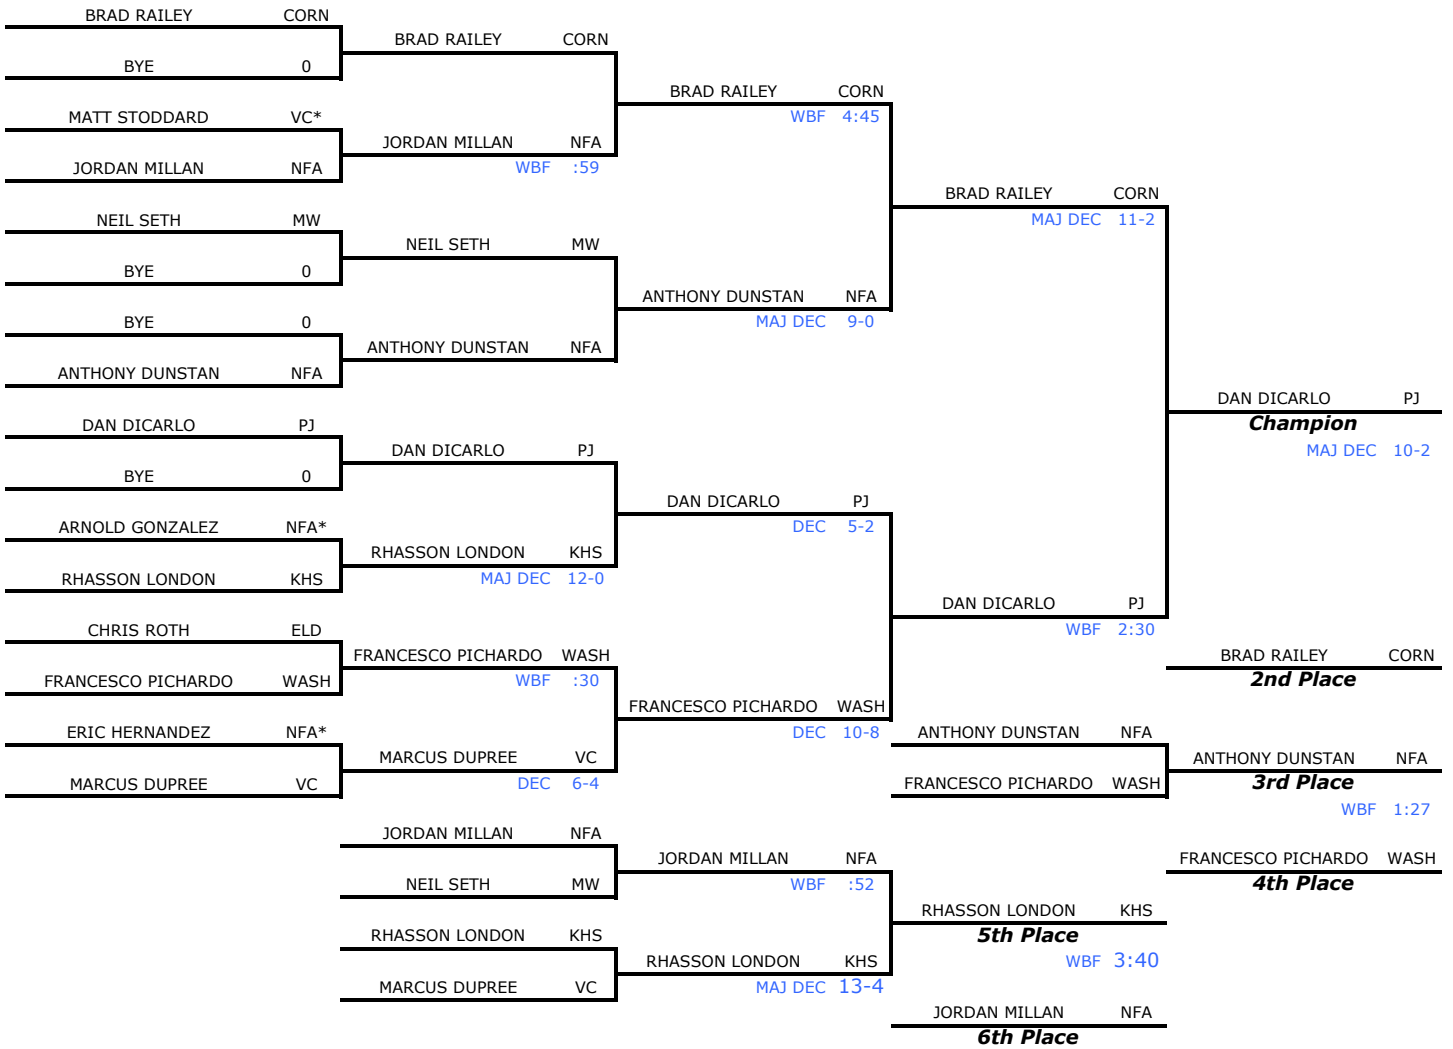 BRAD RAILEY CORN
BYE 0
MATT STODDARD VC*
JORDAN MILLAN NFA
NEIL SETH MW
BYE 0
BYE 0
ANTHONY DUNSTAN NFA
DAN DICARLO PJ
BYE 0
ARNOLD GONZALEZ NFA*
RHASSON LONDON KHS
CHRIS ROTH ELD
FRANCESCO PICHARDO WASH
ERIC HERNANDEZ NFA*
MARCUS DUPREE VC
BRAD RAILEY CORN
JORDAN MILLAN NFA
WBF :59
NEIL SETH MW
ANTHONY DUNSTAN NFA
DAN DICARLO PJ
RHASSON LONDON KHS
MAJ DEC 12-0
FRANCESCO PICHARDO WASH
WBF :30
MARCUS DUPREE VC
DEC 6-4
JORDAN MILLAN NFA
NEIL SETH MW
RHASSON LONDON KHS
MARCUS DUPREE VC
BRAD RAILEY CORN
WBF 4:45
ANTHONY DUNSTAN NFA
MAJ DEC 9-0
DAN DICARLO PJ
DEC 5-2
FRANCESCO PICHARDO WASH
DEC 10-8
JORDAN MILLAN NFA
WBF :52
RHASSON LONDON KHS
MAJ DEC 13-4
BRAD RAILEY CORN
MAJ DEC 11-2
DAN DICARLO PJ
WBF 2:30
ANTHONY DUNSTAN NFA
FRANCESCO PICHARDO WASH
RHASSON LONDON KHS
5th Place
WBF 3:40
JORDAN MILLAN NFA
6th Place
DAN DICARLO PJ
Champion
MAJ DEC 10-2
BRAD RAILEY CORN
2nd Place
ANTHONY DUNSTAN NFA
3rd Place
WBF 1:27
FRANCESCO PICHARDO WASH
4th Place